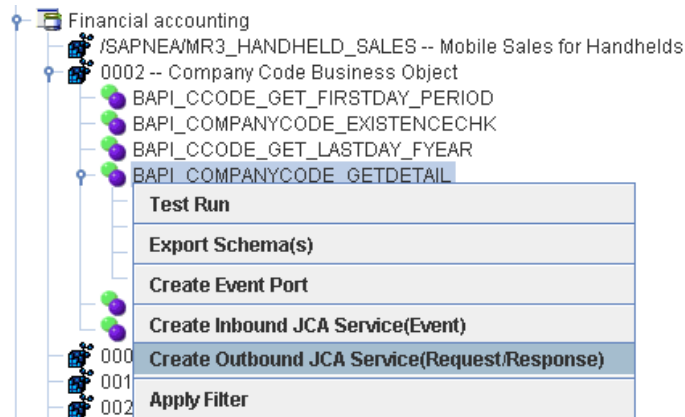 Financial accounting
/SAPNEA/MR3_HANDHELD_SALES -- Mobile Sales for Handhelds
0002 -- Company Code Business Object
BAPI_CCODE_GET_FIRSTDAY_PERIOD
BAPI_COMPANYCODE_EXISTENCECHK
BAPI_CCODE_GET_LASTDAY_FYEAR
BAPI_COMPANYCODE_GETDETAIL
Test Run
Export Schema(s)
Create Event Port
Create Inbound JCA Service(Event)
000
Create Outbound JCA Service(Request/Response)
001
002
Apply Filter